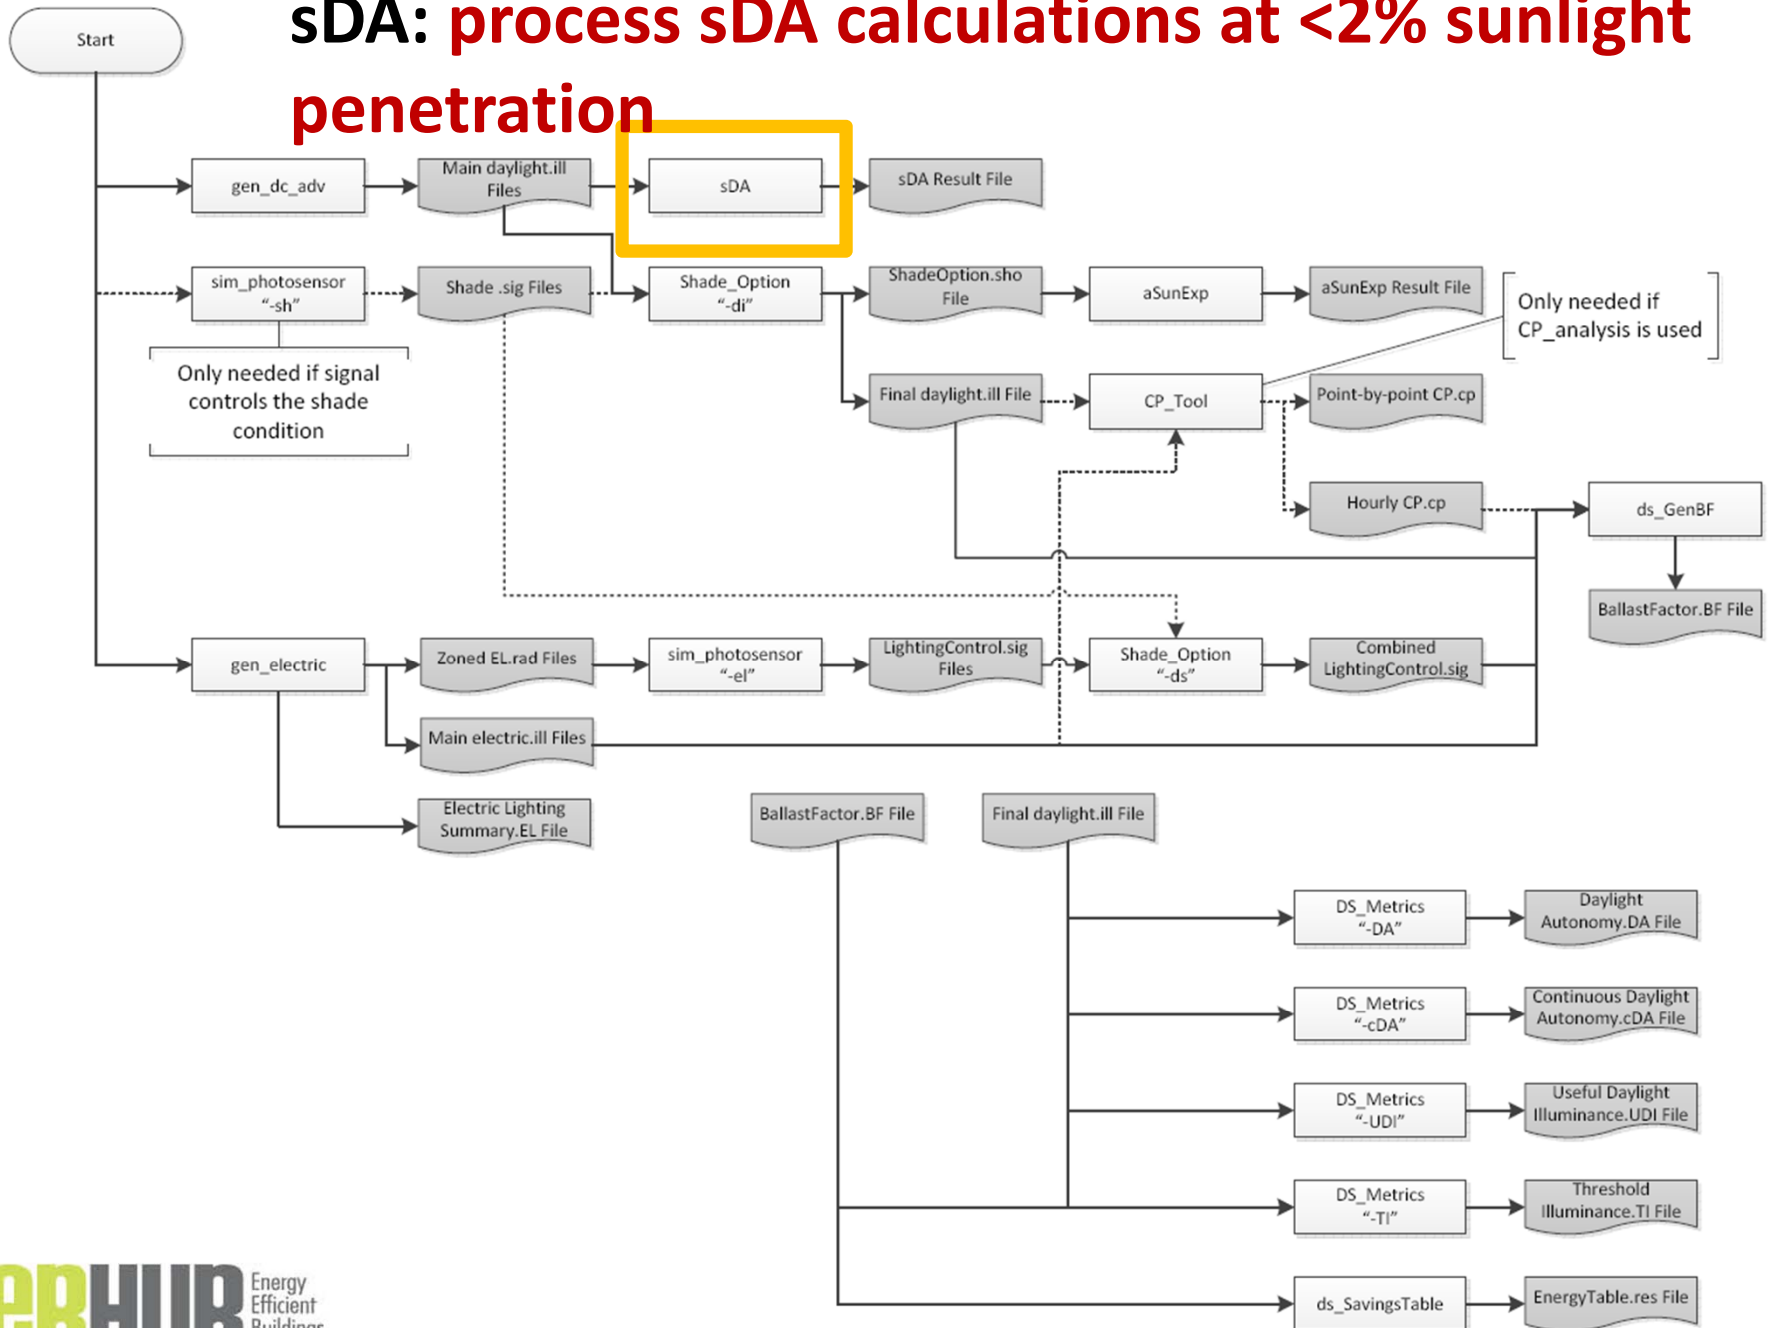 sDA: process sDA calculations at <2% sunlight
penetration
Start
gen_dc_adv
Main daylight.ill
Files
sDA
sDA Result File
sim_photosensor
“-sh”
Shade .sig Files
Shade_Option
“-di”
ShadeOption.sho
File
aSunExp
aSunExp Result File
Only needed if
CP_analysis is used
Only needed if signal
controls the shade
condition
Final daylight.ill File
CP_Tool
Point-by-point CP.cp
Hourly CP.cp
ds_GenBF
BallastFactor.BF File
gen_electric
Zoned EL.rad Files
sim_photosensor
“-el”
LightingControl.sig
Files
Shade_Option
“-ds”
Combined
LightingControl.sig
Main electric.ill Files
Electric Lighting
Summary.EL File
BallastFactor.BF File
Final daylight.ill File
DS_Metrics
“-DA”
Daylight
Autonomy.DA File
DS_Metrics
“-cDA”
Continuous Daylight
Autonomy.cDA File
DS_Metrics
“-UDI”
Useful Daylight
Illuminance.UDI File
DS_Metrics
“-TI”
Threshold
Illuminance.TI File
ds_SavingsTable
EnergyTable.res File
eBHUB
Energy
Efficient
Buildings